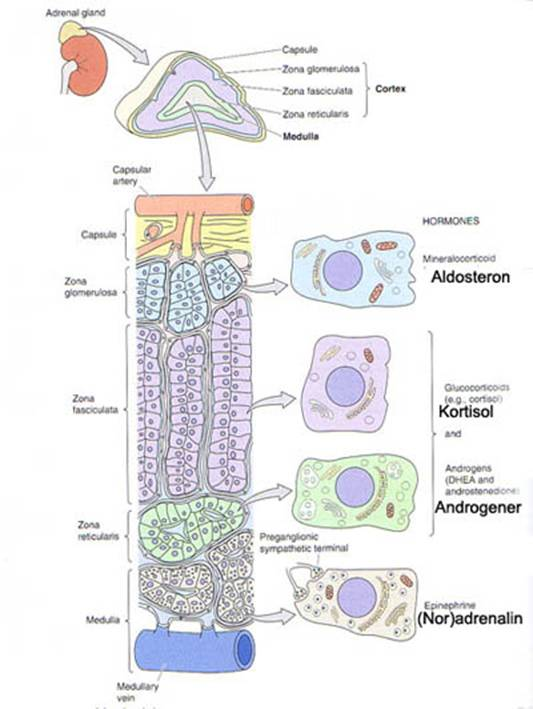 Adrenal gland
Capsule
Zona glomerulosa
Zona fasciculata
Cortex
Zona reticularis
Medulla
Capsular
artery
HORMONES
Capsule
Mineralocorticoid
Aldosteron
Zona
glomerulosa
Zona
fasciculata
Glucocorticoids
(e.g., cortisol)
Kortisol
and
Androgens
(DHEA and
androstenedione)
Androgener
Zona
reticularis
Preganglionic
sympathetic terminal
Epinephrine
(Nor)adrenalin
Medulla
Medullary
vein